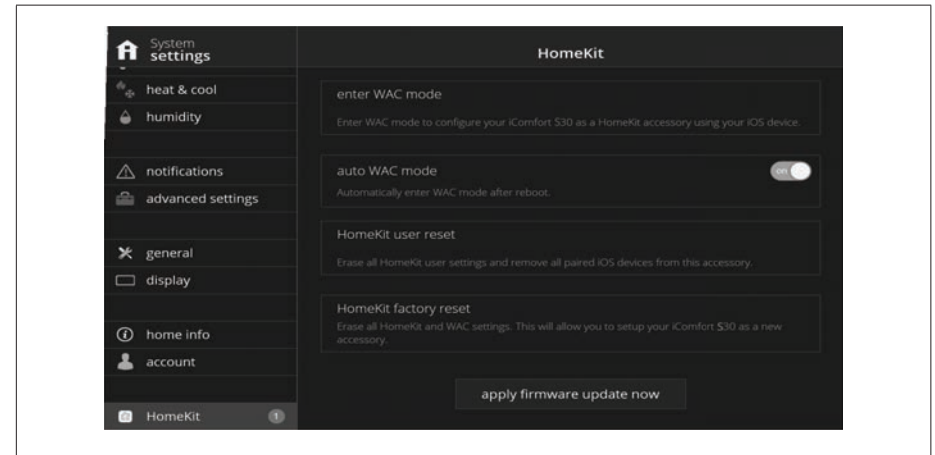 System
settings
HomeKit
heat & cool
humidity
notifications
advanced settings
general
display
home info
account
HomeKit 1
enter WAC mode
Enter WAC mode to configure your iComfort S30 as a HomeKit accessory using your iOS device.
auto WAC mode
on
Automatically enter WAC mode after reboot.
HomeKit user reset
Erase all HomeKit user settings and remove all paired iOS devices from this accessory.
HomeKit factory reset
Erase all HomeKit and WAC settings. This will allow you to setup your iComfort S30 as a new
accessory.
apply firmware update now